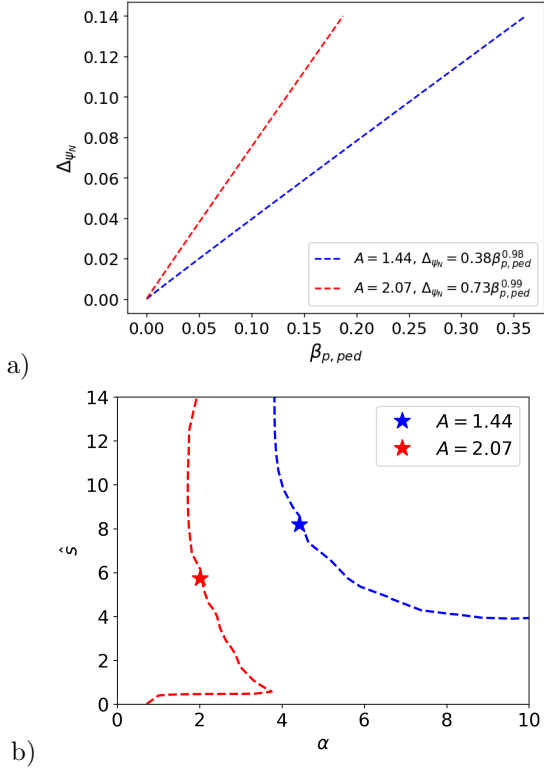 0.14
0.12
0.10
0.08
0.06
0.04
0.02
0.00
Δ_{ψ_N}
A = 1.44, Δ_{ψ_N} = 0.38β_{p,ped}^{0.98}
A = 2.07, Δ_{ψ_N} = 0.73β_{p,ped}^{0.99}
0.00 0.05 0.10 0.15 0.20 0.25 0.30 0.35
β_{p, ped}
a)
14
12
10
8
6
4
2
0
ŝ
A = 1.44
A = 2.07
0 2 4 6 8 10
α
b)